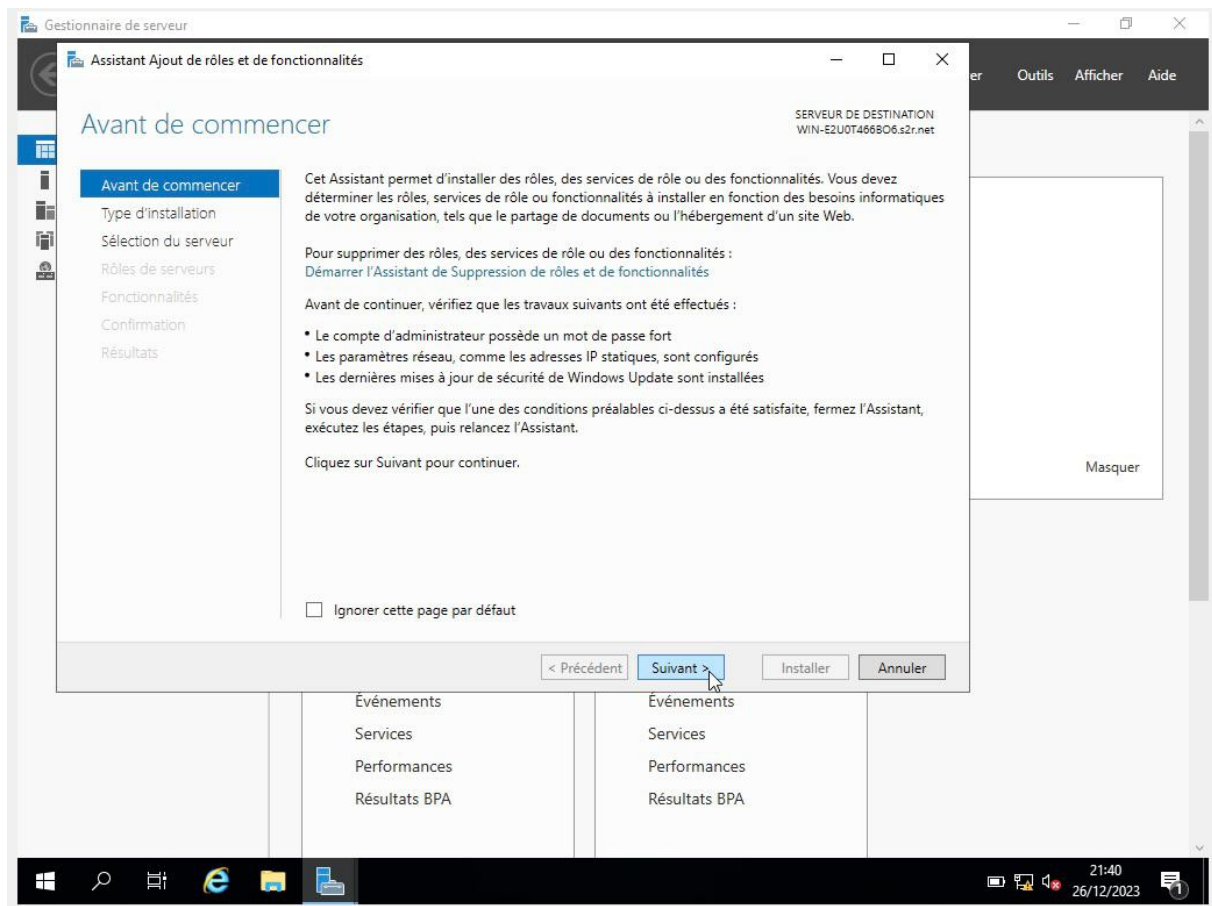 Gestionnaire de serveur
Assistant Ajout de rôles et de fonctionnalités
Outils Afficher Aide
Avant de commencer
SERVEUR DE DESTINATION
WIN-E2U0T466BO6.s2r.net
Avant de commencer
Type d'installation
Sélection du serveur
Rôles de serveurs
Fonctionnalités
Confirmation
Résultats
Cet Assistant permet d'installer des rôles, des services de rôle ou des fonctionnalités. Vous devez
déterminer les rôles, services de rôle ou fonctionnalités à installer en fonction des besoins informatiques
de votre organisation, tels que le partage de documents ou l'hébergement d'un site Web.
Pour supprimer des rôles, des services de rôle ou des fonctionnalités :
Démarrer l'Assistant de Suppression de rôles et de fonctionnalités
Avant de continuer, vérifiez que les travaux suivants ont été effectués :
• Le compte d'administrateur possède un mot de passe fort
• Les paramètres réseau, comme les adresses IP statiques, sont configurés
• Les dernières mises à jour de sécurité de Windows Update sont installées
Si vous devez vérifier que l'une des conditions préalables ci-dessus a été satisfaite, fermez l'Assistant,
exécutez les étapes, puis relancez l'Assistant.
Cliquez sur Suivant pour continuer.
Masquer
Ignorer cette page par défaut
< Précédent Suivant > Installer Annuler
Événements Événements
Services Services
Performances Performances
Résultats BPA Résultats BPA
21:40
26/12/2023
1